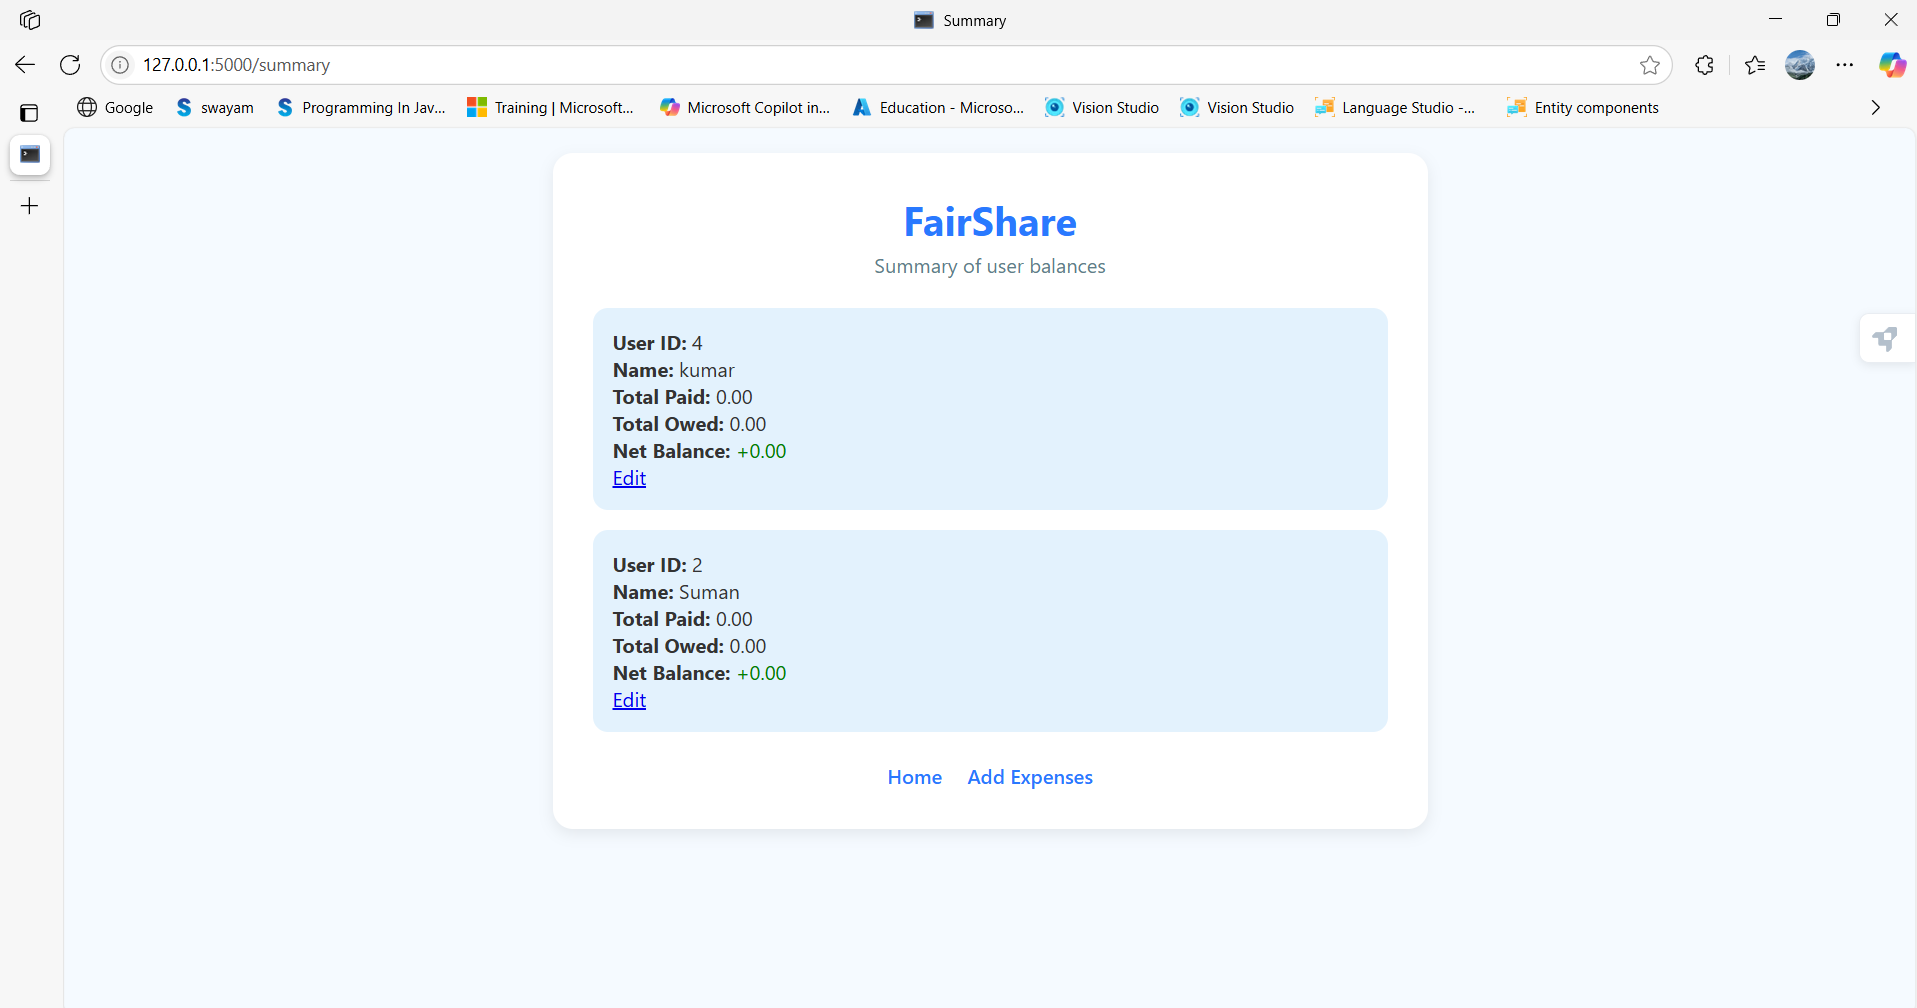 Summary
127.0.0.1:5000/summary
Google swayam Programming In Jav... Training | Microsoft... Microsoft Copilot in... Education - Microso... Vision Studio Vision Studio Language Studio -... Entity components
FairShare
Summary of user balances
User ID: 4
Name: kumar
Total Paid: 0.00
Total Owed: 0.00
Net Balance: +0.00
Edit
User ID: 2
Name: Suman
Total Paid: 0.00
Total Owed: 0.00
Net Balance: +0.00
Edit
Home Add Expenses